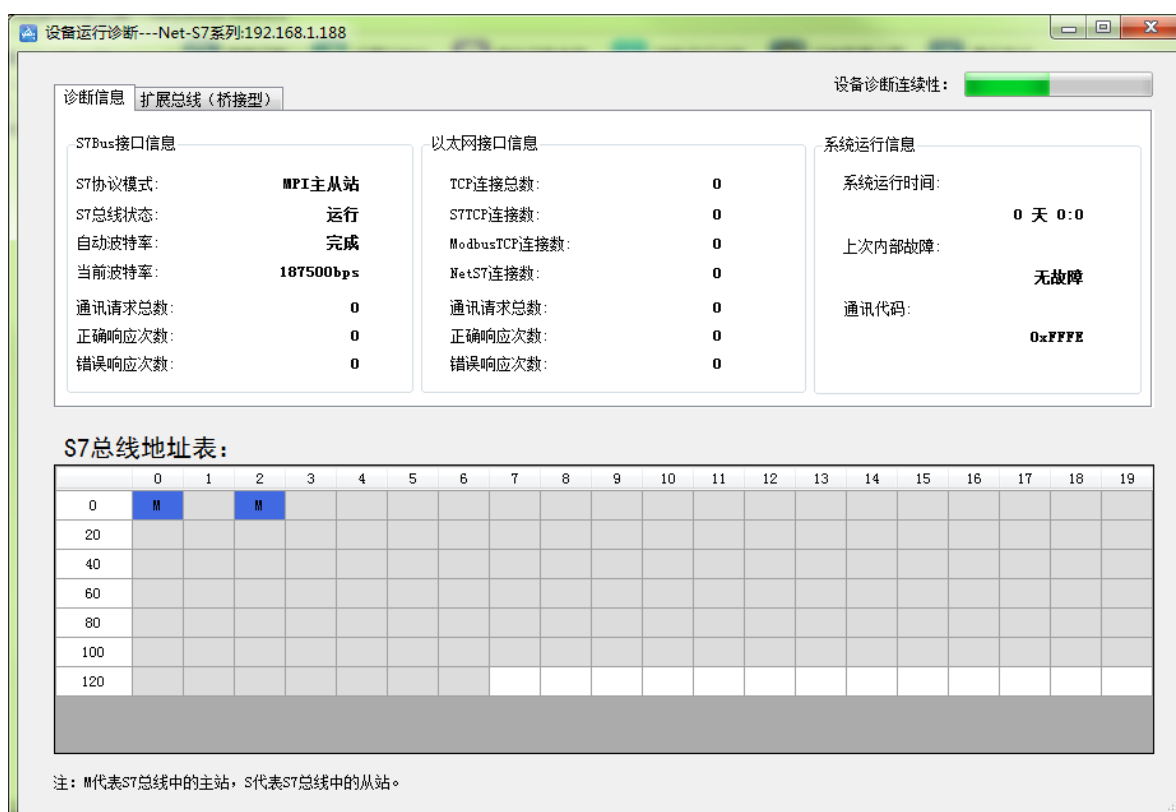 设备运行诊断---Net-S7系列:192.168.1.188
设备诊断连续性:
诊断信息 扩展总线（桥接型）
S7Bus接口信息
S7协议模式: MPI主从站
S7总线状态: 运行
自动波特率: 完成
当前波特率: 187500bps
通讯请求总数: 0
正确响应次数: 0
错误响应次数: 0
以太网接口信息
TCP连接总数: 0
S7TCP连接数: 0
ModbusTCP连接数: 0
NetS7连接数: 0
通讯请求总数: 0
正确响应次数: 0
错误响应次数: 0
系统运行信息
系统运行时间:
0 天 0:0
上次内部故障:
无故障
通讯代码:
0xFFFE
S7总线地址表:
0 1 2 3 4 5 6 7 8 9 10 11 12 13 14 15 16 17 18 19
0 M M
20
40
60
80
100
120
注: M代表S7总线中的主站，S代表S7总线中的从站。